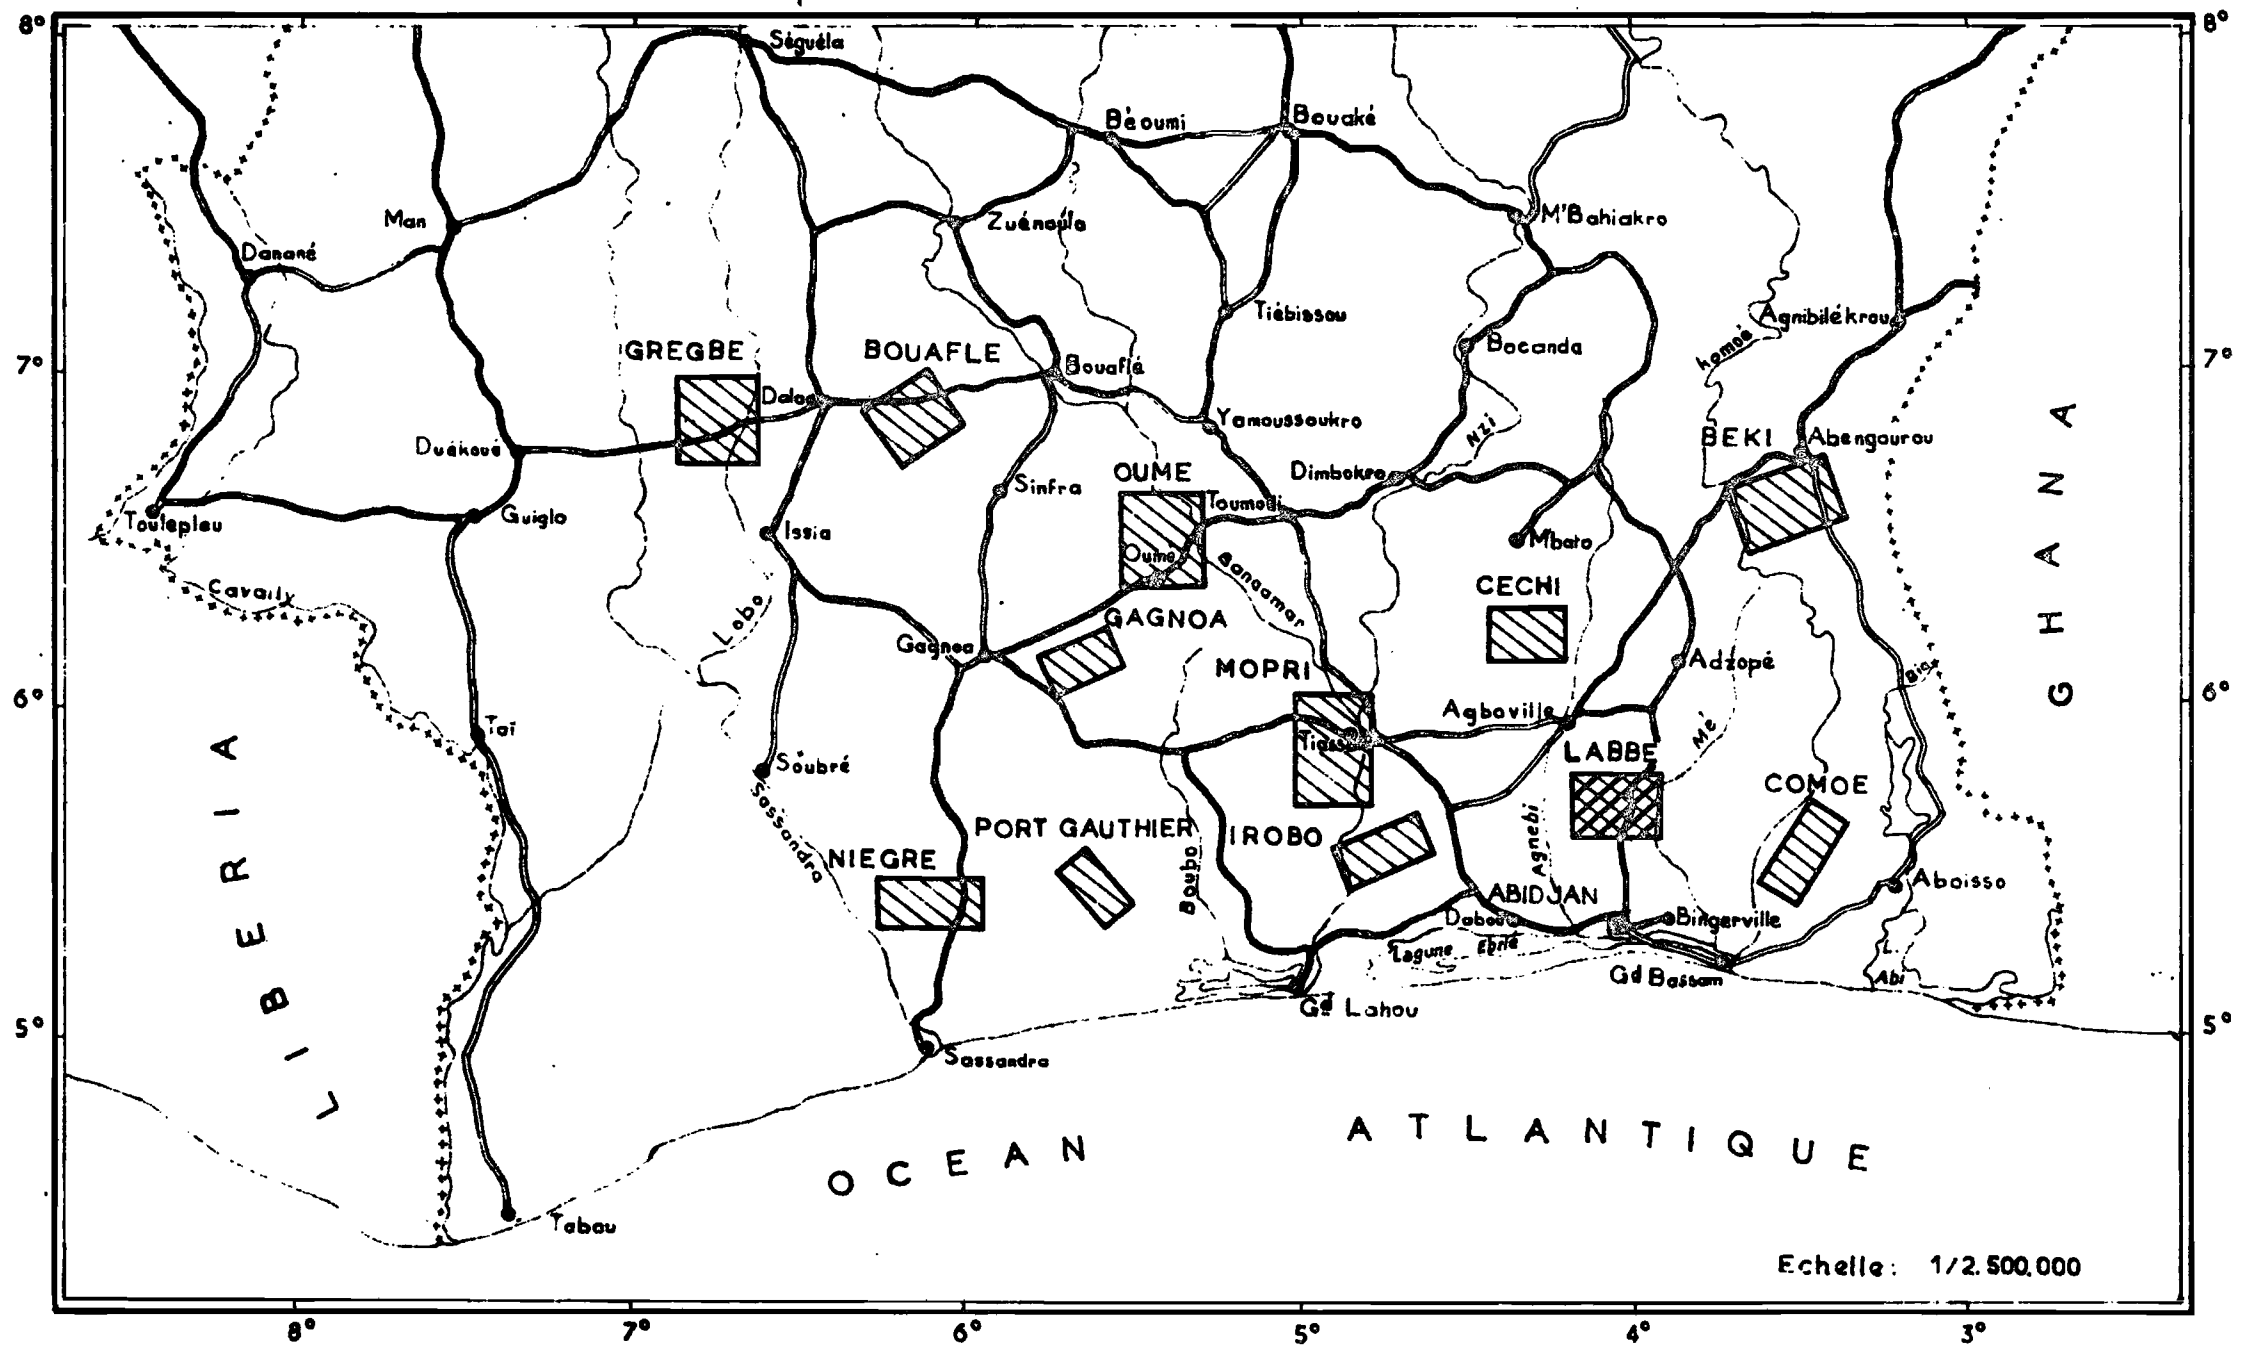 8°
8°
Séguéla
Béoumi
Bouaké
Man
Zuénoula
M'Bahiakro
Danané
Tiébissou
Agnibilékrou
Komoé
Bocanda
GREGBE
BOUAFLE
7°
7°
Bouaflé
Daloa
Yamoussoukro
GHANA
Duékoué
NZi
BEKI
Abengourou
OUME
Dimbokro
Sinfra
Toumodi
Toulepleu
Guiglo
Issia
M'bato
Oumé
Bandamar
CECHI
Cavally
Lobo
GAGNOA
Gagnoa
MOPRI
Adzopé
Bia
6°
6°
Agboville
Taï
Mé
LIBERIA
LABBE
Soubré
COMOE
Sassandra
PORT GAUTHIER
IROBO
Agnebi
NIEGRE
Boubo
ABIDJAN
Aboisso
Dabou
Bingerville
Lagune Ebrié
Gd Bassam
Abi
Gd Lahou
5°
5°
Sassandra
OCEAN ATLANTIQUE
Tabou
Echelle: 1/2.500.000
8°
7°
6°
5°
4°
3°